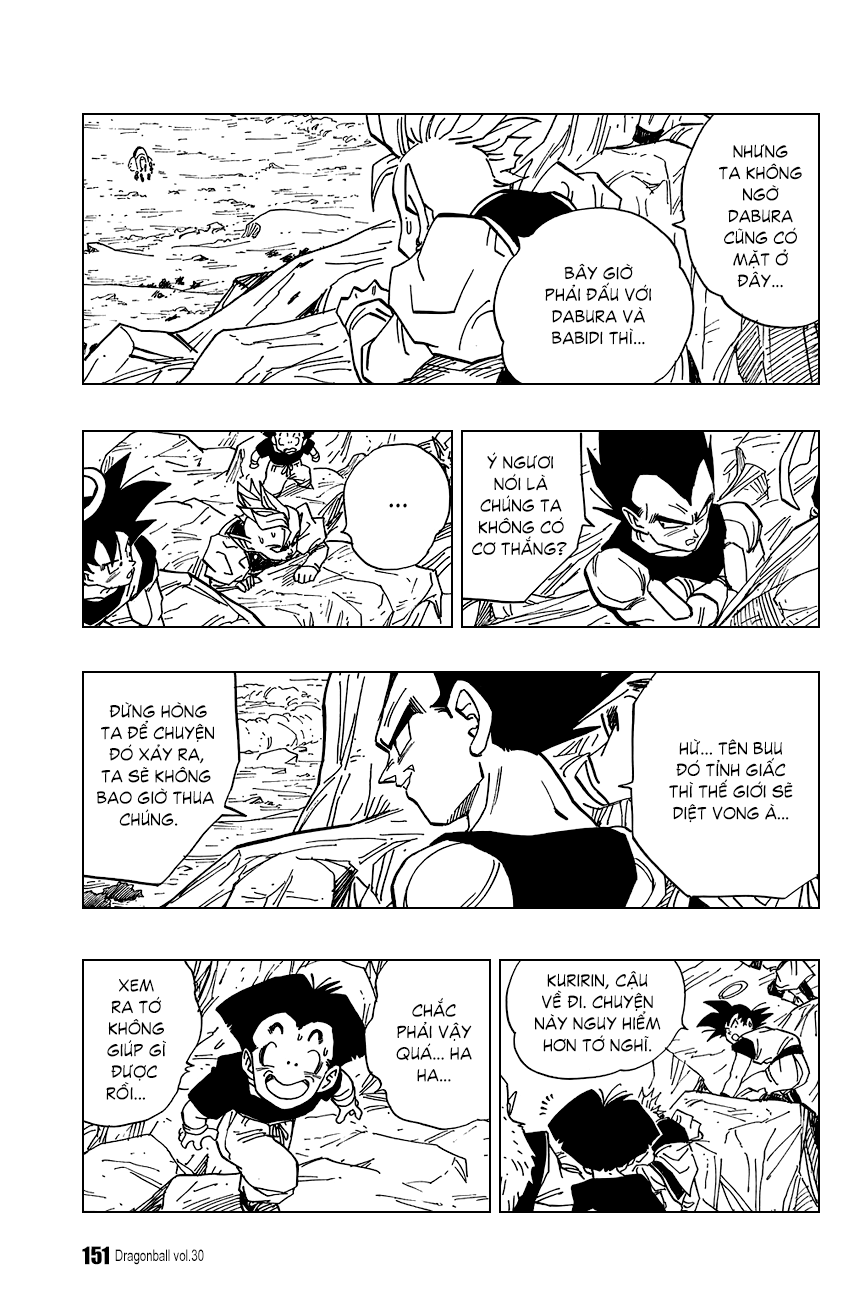 NHƯNG
TA KHÔNG
NGỜ
DABURA
CŨNG CÓ
MẶT Ở
ĐÂY...
BÂY GIỜ
PHẢI ĐẤU VỚI
DABURA VÀ
BABIDI THÌ...
Ý NGƯƠI
NÓI LÀ
CHÚNG TA
KHÔNG CÓ
CƠ THẮNG?
...
HỪ... TÊN BUU
ĐÓ TỈNH GIẤC
THÌ THẾ GIỚI SẼ
DIỆT VONG À...
ĐỪNG HÒNG
TA ĐỂ CHUYỆN
ĐÓ XẢY RA,
TA SẼ KHÔNG
BAO GIỜ THUA
CHÚNG.
KURIRIN, CẬU
VỀ ĐI. CHUYỆN
NÀY NGUY HIỂM
HƠN TỚ NGHĨ.
CHẮC
PHẢI VẬY
QUÁ... HA
HA...
XEM
RA TỚ
KHÔNG
GIÚP GÌ
ĐƯỢC
RỒI...
151 Dragonball vol.30